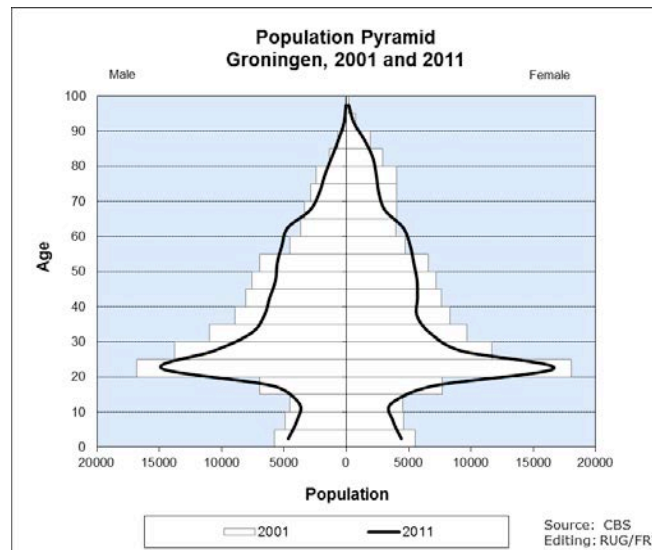 Population Pyramid
Groningen, 2001 and 2011
Male
Female
100
90
80
70
60
50
40
30
20
10
0
Age
20000 15000 10000 5000 0 5000 10000 15000 20000
Population
2001 2011
Source: CBS
Editing: RUG/FR